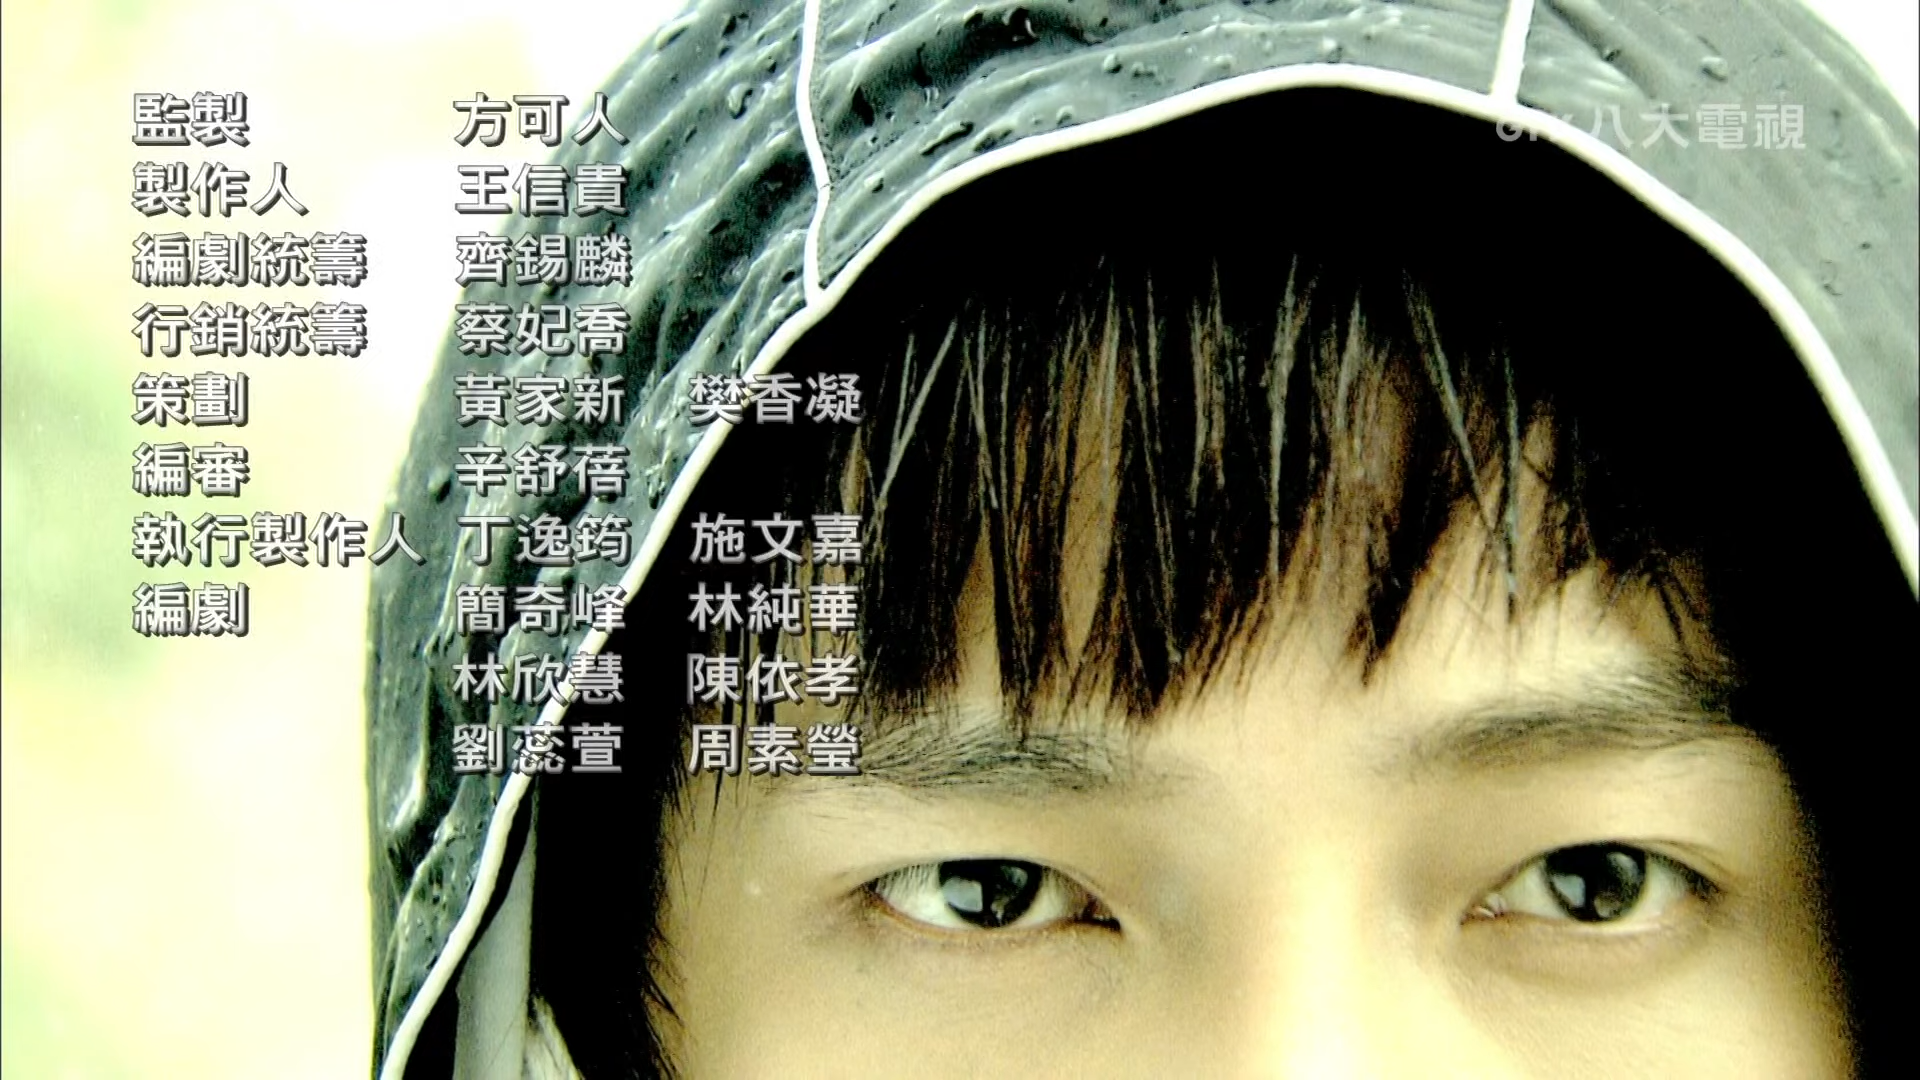 監製 方可人
製作人 王信貴
編劇統籌 齊錫麟
行銷統籌 蔡妃喬
策劃 黃家新 樊香凝
編審 辛舒蓓
執行製作人 丁逸筠 施文嘉
編劇 簡奇峰 林純華
林欣慧 陳依孝
劉蕊萱 周素瑩
GTV 八大電視